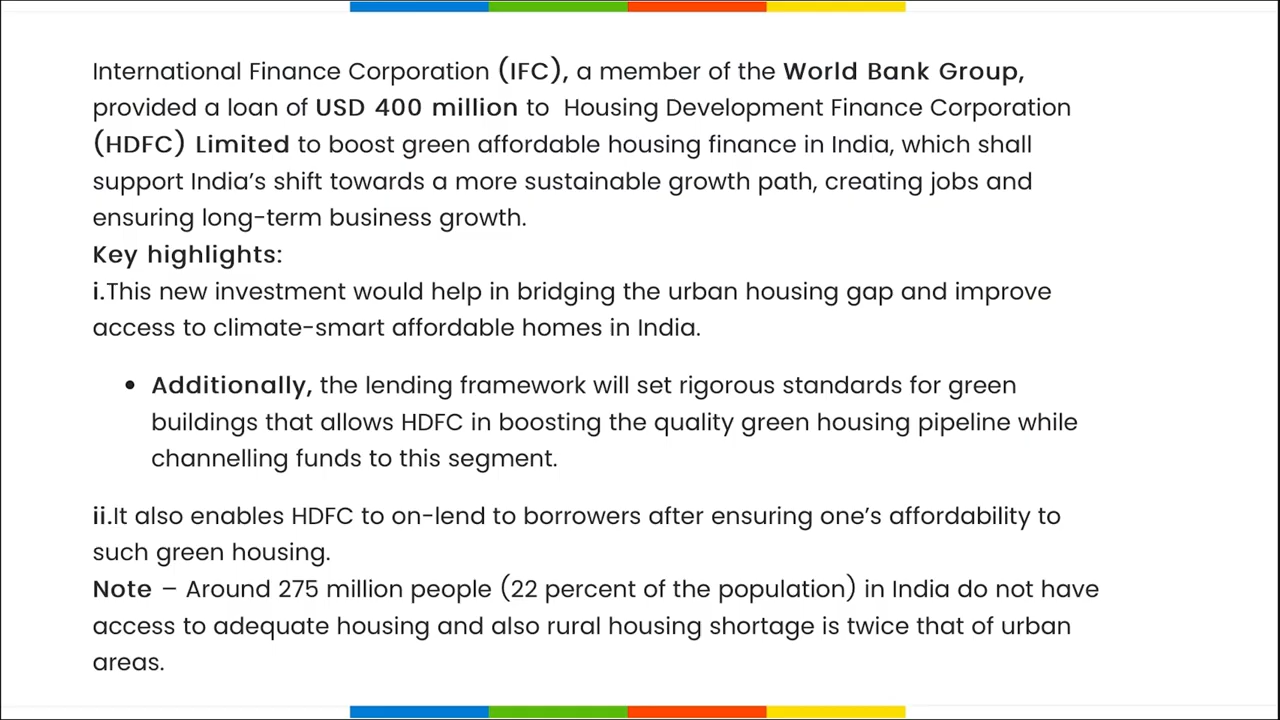 International Finance Corporation (IFC), a member of the World Bank Group,
provided a loan of USD 400 million to Housing Development Finance Corporation
(HDFC) Limited to boost green affordable housing finance in India, which shall
support India's shift towards a more sustainable growth path, creating jobs and
ensuring long-term business growth.
Key highlights:
i.This new investment would help in bridging the urban housing gap and improve
access to climate-smart affordable homes in India.
• Additionally, the lending framework will set rigorous standards for green
buildings that allows HDFC in boosting the quality green housing pipeline while
channelling funds to this segment.
ii.It also enables HDFC to on-lend to borrowers after ensuring one's affordability to
such green housing.
Note – Around 275 million people (22 percent of the population) in India do not have
access to adequate housing and also rural housing shortage is twice that of urban
areas.